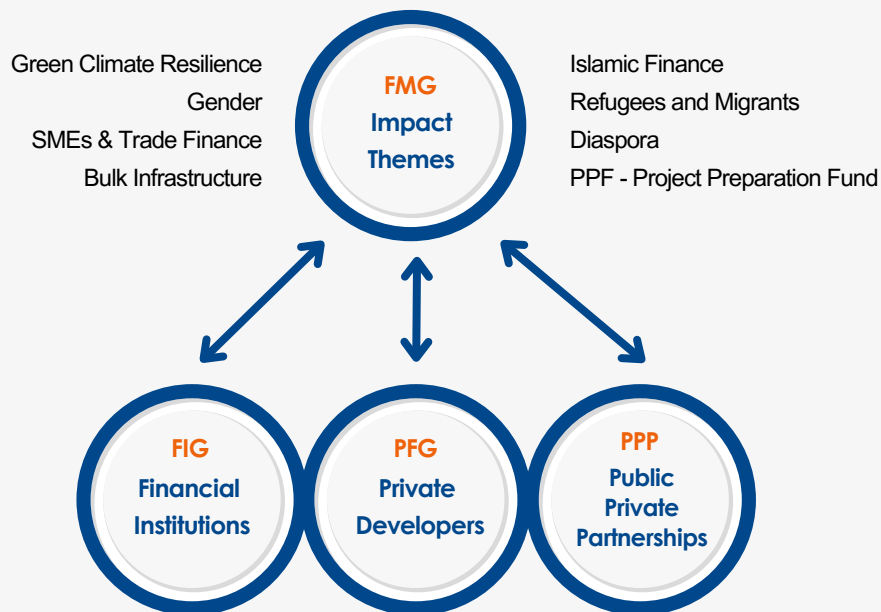 Green Climate Resilience
Gender
SMEs & Trade Finance
Bulk Infrastructure
FMG
Impact
Themes
Islamic Finance
Refugees and Migrants
Diaspora
PPF - Project Preparation Fund
FIG
Financial
Institutions
PFG
Private
Developers
PPP
Public
Private
Partnerships